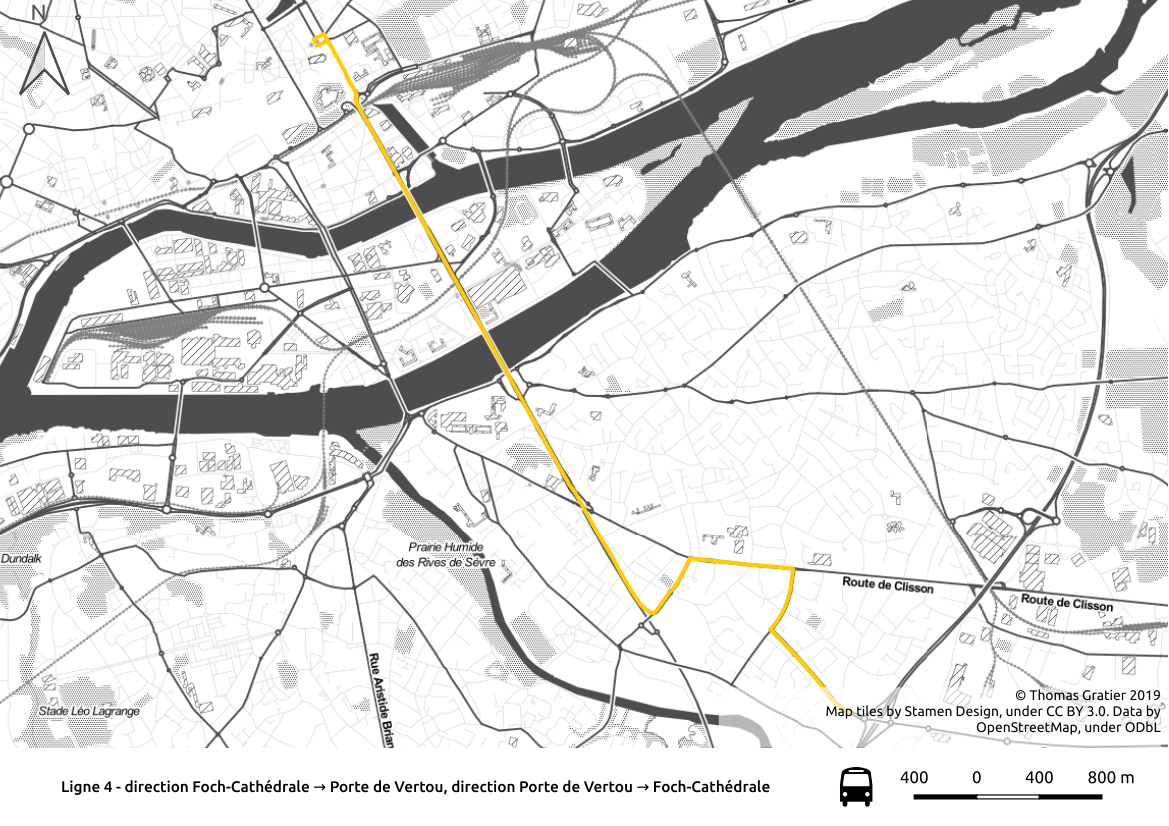 N
Prairie Humide
des Rives de Sèvre
Dundalk
Route de Clisson
Route de Clisson
Rue Aristide Brian
Stade Léo Lagrange
© Thomas Gratier 2019
Map tiles by Stamen Design, under CC BY 3.0. Data by
OpenStreetMap, under ODbL
Ligne 4 - direction Foch-Cathédrale → Porte de Vertou, direction Porte de Vertou → Foch-Cathédrale
400 0 400 800 m